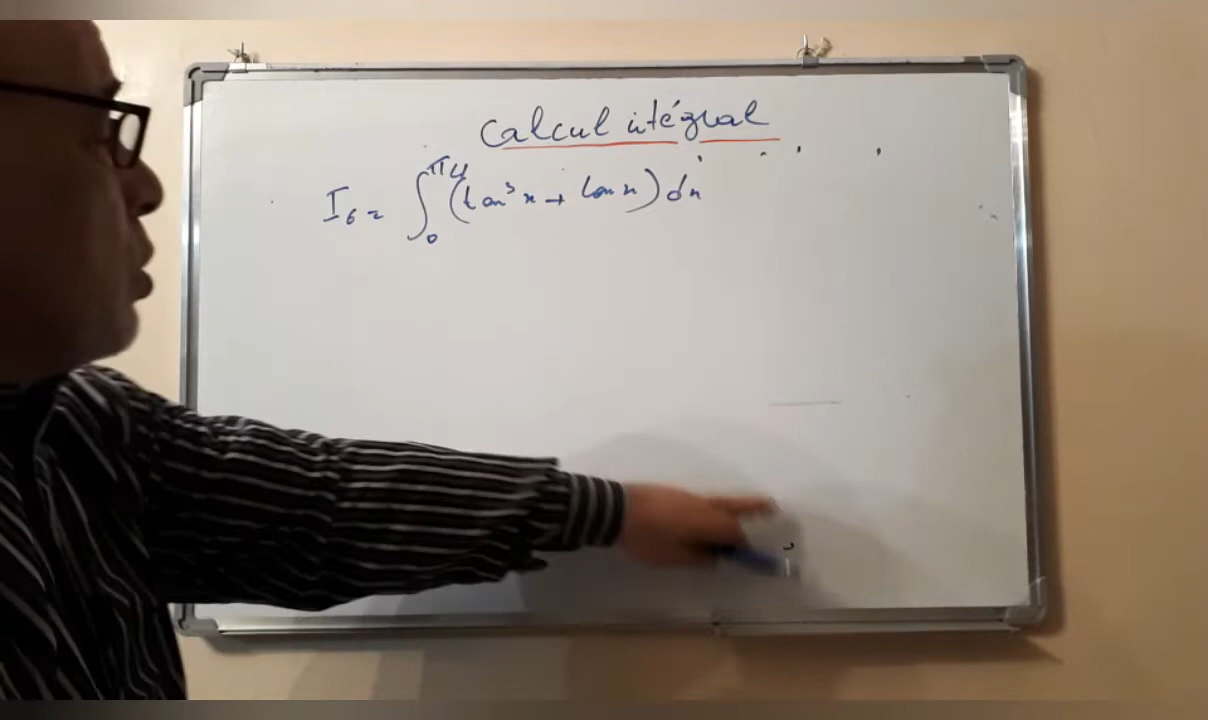 Calcul intégral
I₆ = ∫₀^π/4 (tan³x + tan x) dx